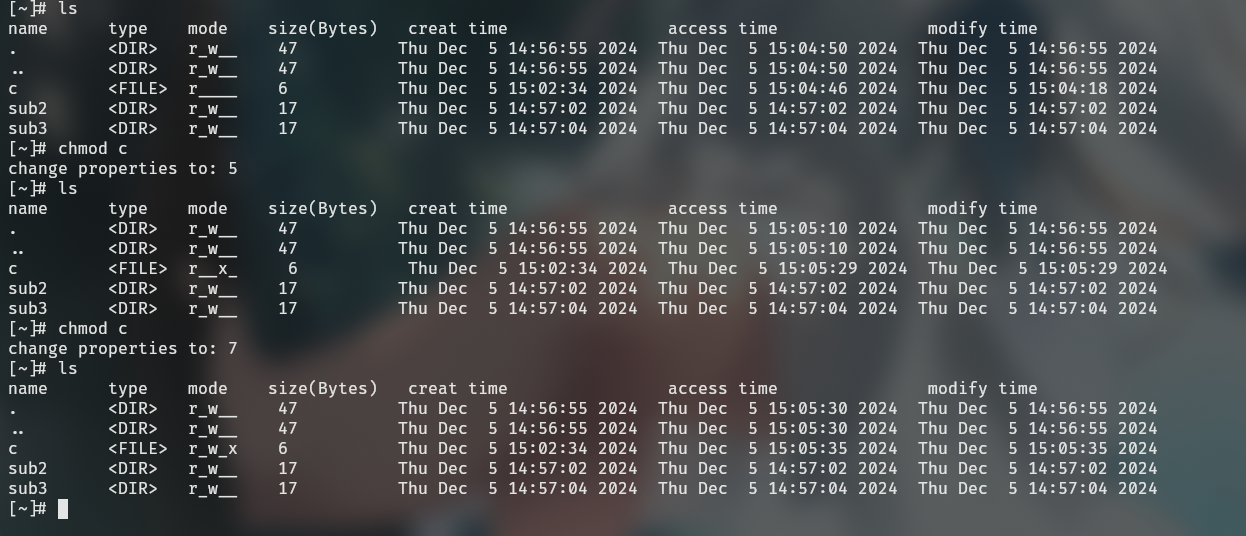 [~]# ls
name      type    mode    size(Bytes)   creat time                access time               modify time
.         <DIR>   r_w__    47          Thu Dec  5 14:56:55 2024  Thu Dec  5 15:04:50 2024  Thu Dec  5 14:56:55 2024
..        <DIR>   r_w__    47          Thu Dec  5 14:56:55 2024  Thu Dec  5 15:04:50 2024  Thu Dec  5 14:56:55 2024
c         <FILE>  r____    6           Thu Dec  5 15:02:34 2024  Thu Dec  5 15:04:46 2024  Thu Dec  5 15:04:18 2024
sub2      <DIR>   r_w__    17          Thu Dec  5 14:57:02 2024  Thu Dec  5 14:57:02 2024  Thu Dec  5 14:57:02 2024
sub3      <DIR>   r_w__    17          Thu Dec  5 14:57:04 2024  Thu Dec  5 14:57:04 2024  Thu Dec  5 14:57:04 2024
[~]# chmod c
change properties to: 5
[~]# ls
name      type    mode    size(Bytes)   creat time                access time               modify time
.         <DIR>   r_w__    47          Thu Dec  5 14:56:55 2024  Thu Dec  5 15:05:10 2024  Thu Dec  5 14:56:55 2024
..        <DIR>   r_w__    47          Thu Dec  5 14:56:55 2024  Thu Dec  5 15:05:10 2024  Thu Dec  5 14:56:55 2024
c         <FILE>  r__x_     6           Thu Dec  5 15:02:34 2024  Thu Dec  5 15:05:29 2024  Thu Dec  5 15:05:29 2024
sub2      <DIR>   r_w__    17          Thu Dec  5 14:57:02 2024  Thu Dec  5 14:57:02 2024  Thu Dec  5 14:57:02 2024
sub3      <DIR>   r_w__    17          Thu Dec  5 14:57:04 2024  Thu Dec  5 14:57:04 2024  Thu Dec  5 14:57:04 2024
[~]# chmod c
change properties to: 7
[~]# ls
name      type    mode    size(Bytes)   creat time                access time               modify time
.         <DIR>   r_w__    47          Thu Dec  5 14:56:55 2024  Thu Dec  5 15:05:30 2024  Thu Dec  5 14:56:55 2024
..        <DIR>   r_w__    47          Thu Dec  5 14:56:55 2024  Thu Dec  5 15:05:30 2024  Thu Dec  5 14:56:55 2024
c         <FILE>  r_w_x    6           Thu Dec  5 15:02:34 2024  Thu Dec  5 15:05:35 2024  Thu Dec  5 15:05:35 2024
sub2      <DIR>   r_w__    17          Thu Dec  5 14:57:02 2024  Thu Dec  5 14:57:02 2024  Thu Dec  5 14:57:02 2024
sub3      <DIR>   r_w__    17          Thu Dec  5 14:57:04 2024  Thu Dec  5 14:57:04 2024  Thu Dec  5 14:57:04 2024
[~]#